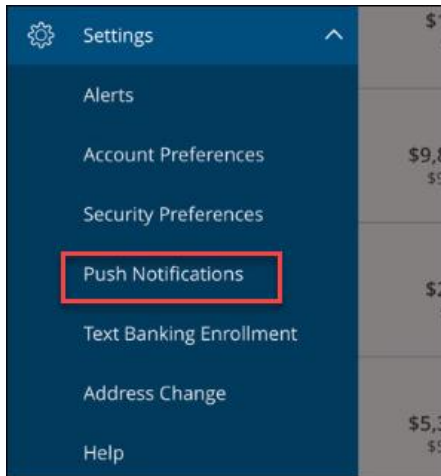 Settings
Alerts
Account Preferences
Security Preferences
Push Notifications
Text Banking Enrollment
Address Change
Help